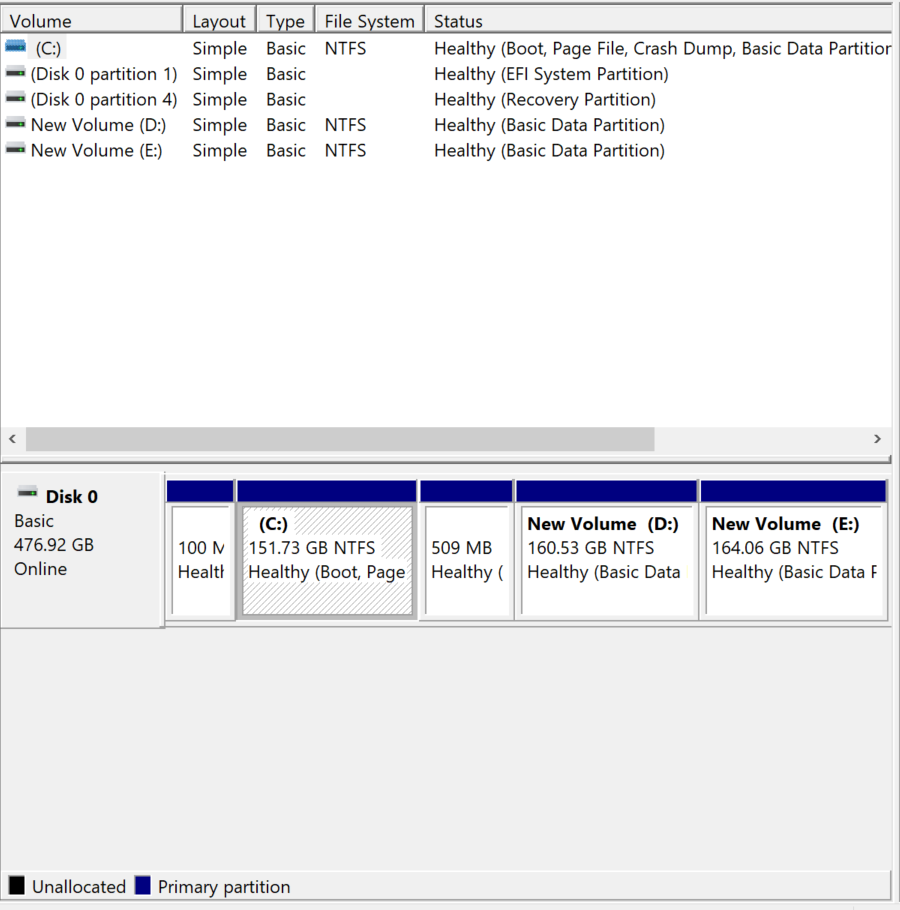 Volume Layout Type File System Status
(C:) Simple Basic NTFS Healthy (Boot, Page File, Crash Dump, Basic Data Partition
(Disk 0 partition 1) Simple Basic Healthy (EFI System Partition)
(Disk 0 partition 4) Simple Basic Healthy (Recovery Partition)
New Volume (D:) Simple Basic NTFS Healthy (Basic Data Partition)
New Volume (E:) Simple Basic NTFS Healthy (Basic Data Partition)
Disk 0
Basic
476.92 GB
Online
100 M
Healt
(C:)
151.73 GB NTFS
Healthy (Boot, Page
509 MB
Healthy (
New Volume (D:)
160.53 GB NTFS
Healthy (Basic Data
New Volume (E:)
164.06 GB NTFS
Healthy (Basic Data P
Unallocated Primary partition